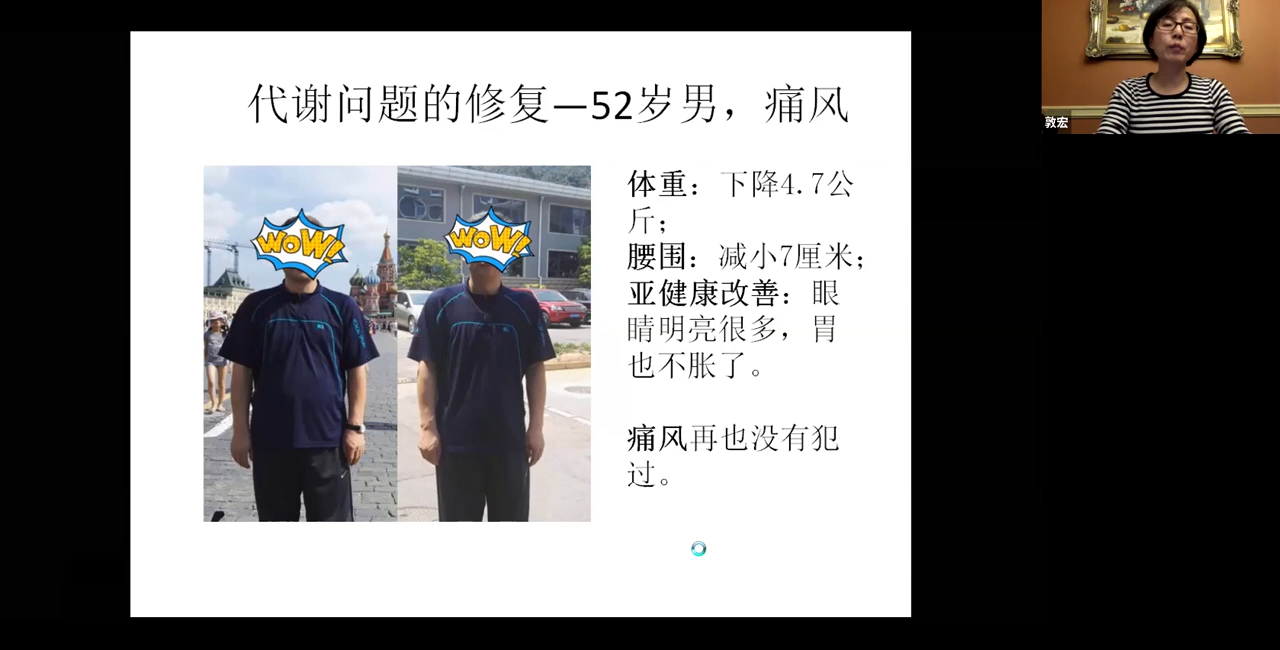 代谢问题的修复—52岁男，痛风
WOW!
WOW!
体重：下降4.7公
斤；
腰围：减小7厘米；
亚健康改善：眼
睛明亮很多，胃
也不胀了。
痛风再也没有犯
过。
敦宏